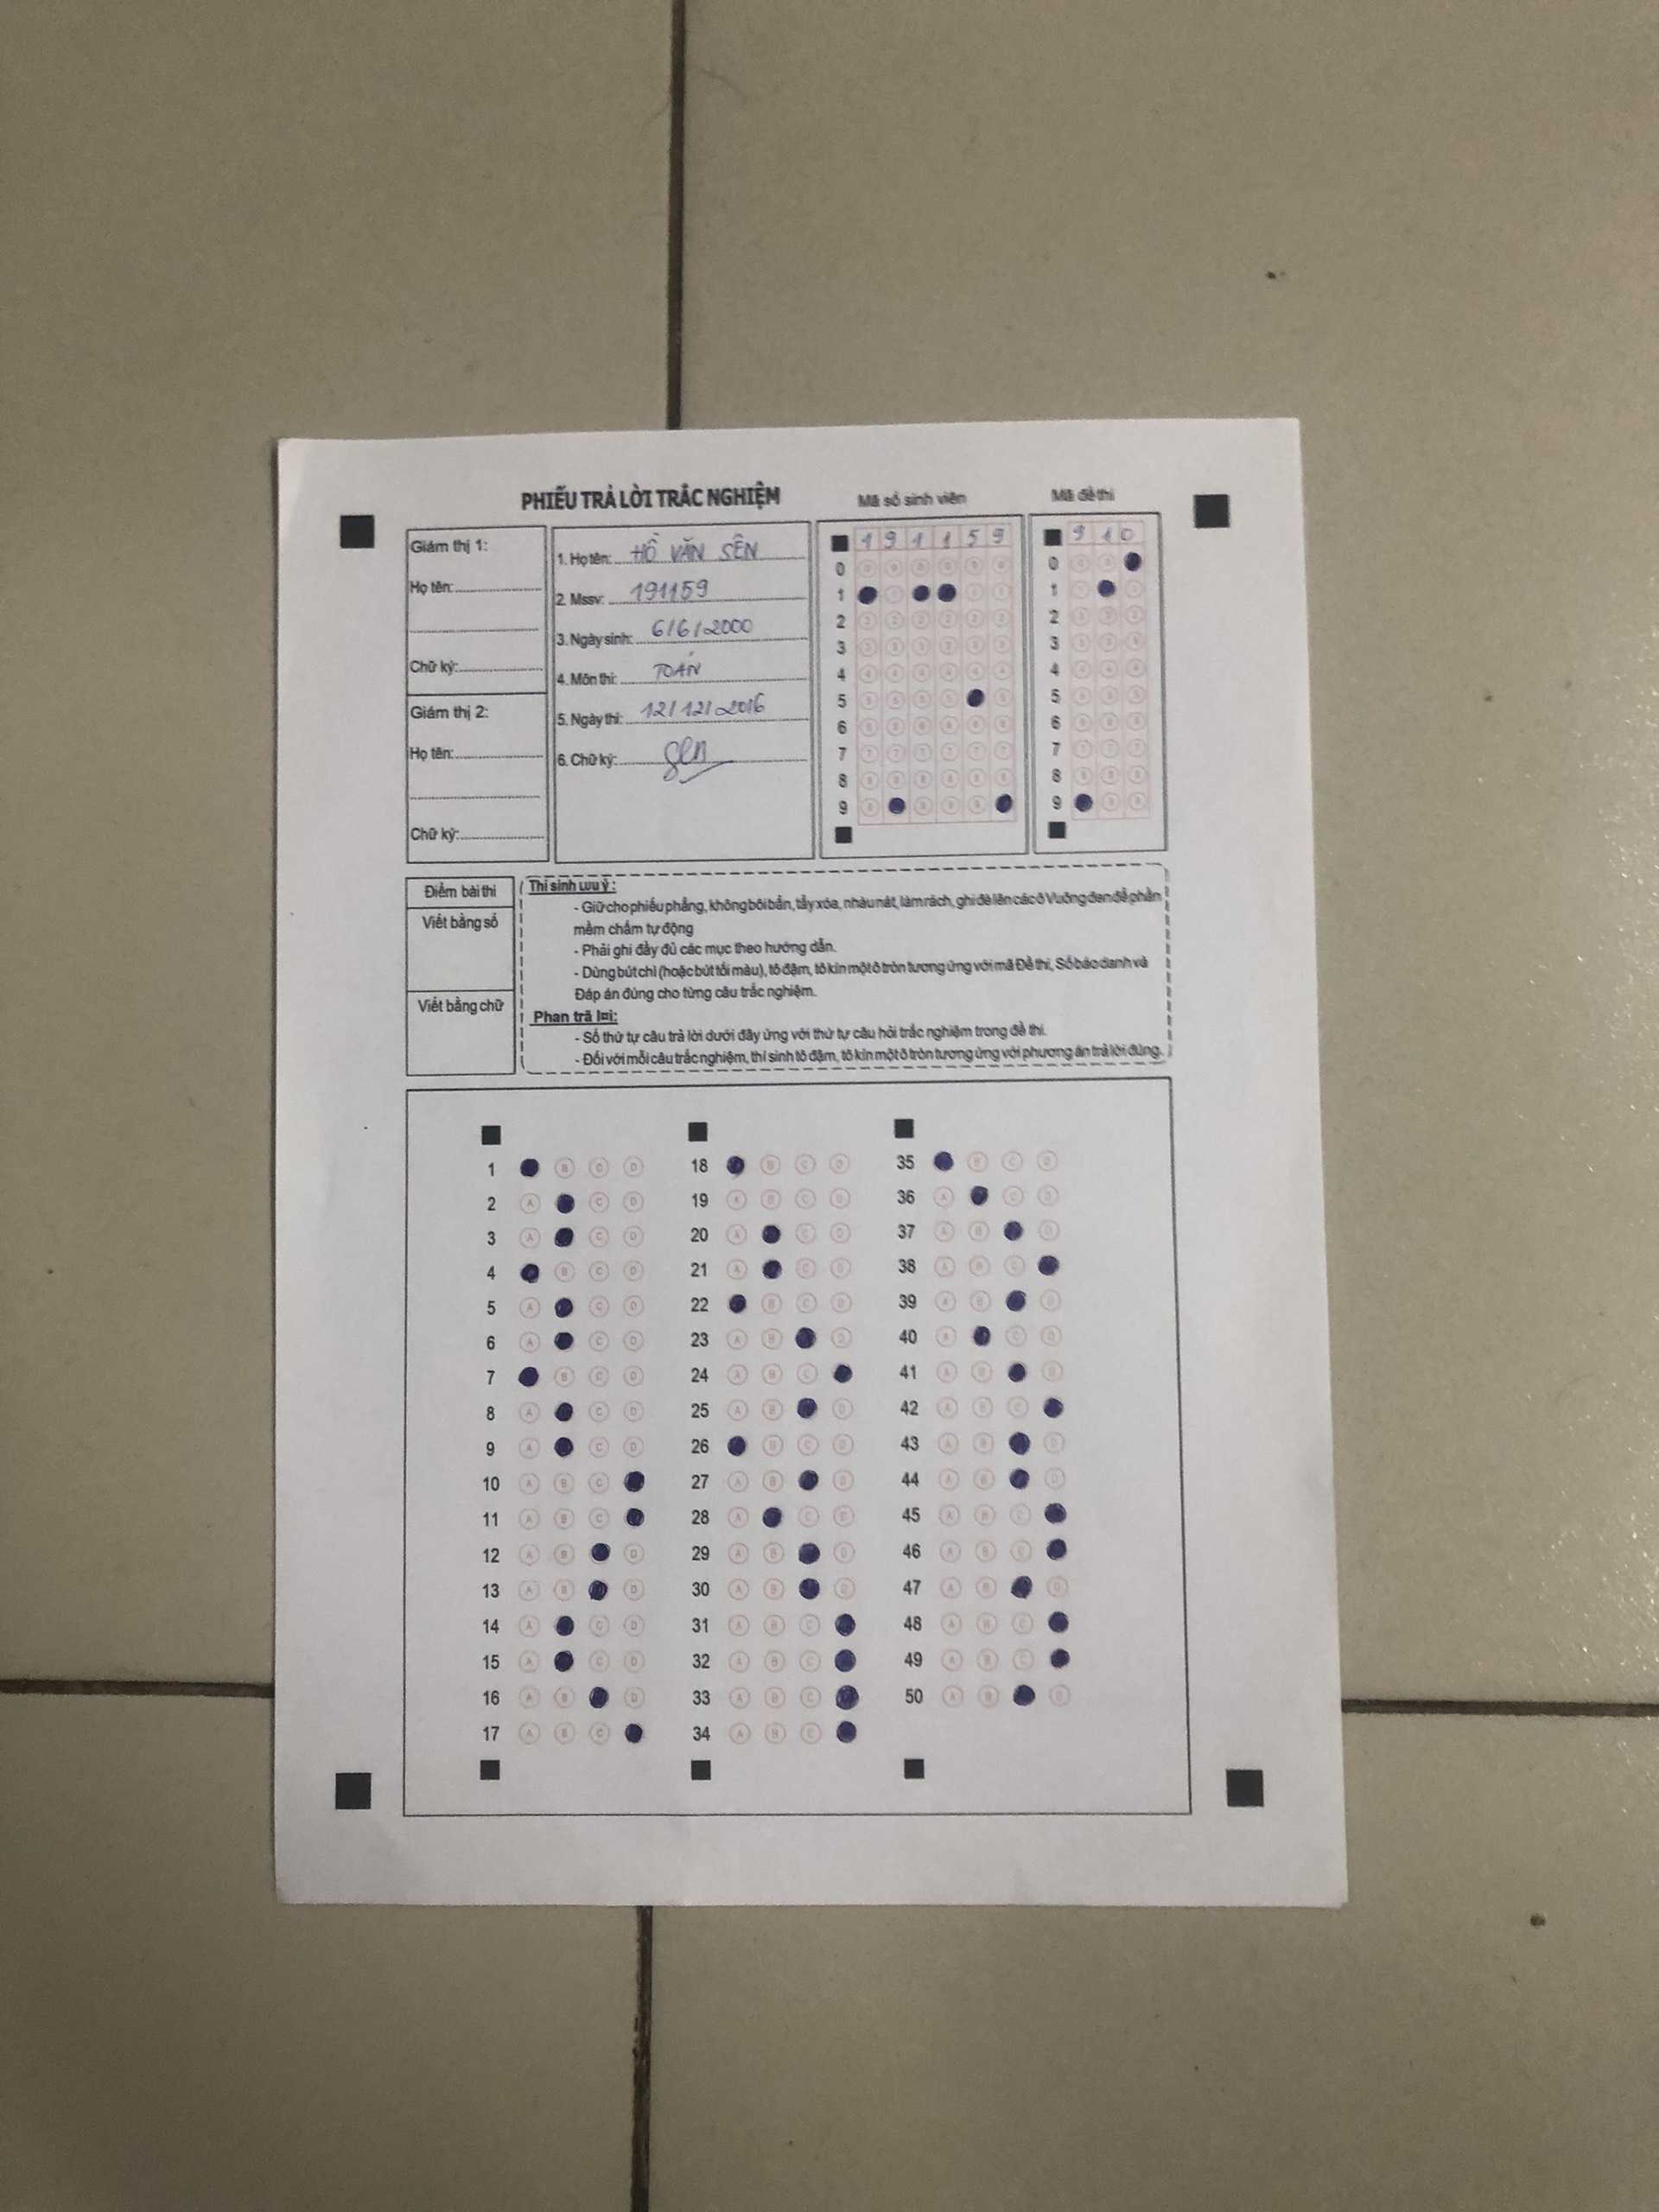 PHIẾU TRẢ LỜI TRẮC NGHIỆM
Mã số sinh viên
Mã đề thi
Giám thị 1:
Họ tên:
Chữ ký:
Giám thị 2:
Họ tên:
Chữ ký:
1. Họ tên: HỒ VĂN SÊN
2. Mssv: 191159
3. Ngày sinh: 6/6/2000
4. Môn thi: TOÁN
5. Ngày thi: 12/12/2016
6. Chữ ký: Sen
1 9 1 1 5 9
0
1
2
3
4
5
6
7
8
9
9 1 0
0
1
2
3
4
5
6
7
8
9
Điểm bài thi
Viết bằng số
Viết bằng chữ
Thí sinh lưu ý:
- Giữ cho phiếu phẳng, không bôi bẩn, tẩy xóa, nhàu nát, làm rách, ghi đè lên các ô Vuông đen để phần
mềm chấm tự động
- Phải ghi đầy đủ các mục theo hướng dẫn.
- Dùng bút chì (hoặc bút tối màu), tô đậm, tô kín một ô tròn tương ứng với mã Đề thi, Số báo danh và
Đáp án đúng cho từng câu trắc nghiệm.
Phan trã lụi:
- Số thứ tự câu trả lời dưới đây ứng với thứ tự câu hỏi trắc nghiệm trong đề thi.
- Đối với mỗi câu trắc nghiệm, thí sinh tô đậm, tô kín một ô tròn tương ứng với phương án trả lời đúng.
1 B C D
2 A C D
3 A C D
4 B C D
5 A C D
6 A C D
7 B C D
8 A C D
9 A C D
10 A B C
11 A B C
12 A B D
13 A B D
14 A C D
15 A C D
16 A B D
17 A B C
18 B C D
19 A B C D
20 A C D
21 A C D
22 B C D
23 A B D
24 A B C
25 A B D
26 B C D
27 A B D
28 A C D
29 A B D
30 A B D
31 A B C
32 A B C
33 A B C
34 A B C
35 B C D
36 A C D
37 A B D
38 A B C
39 A B D
40 A C D
41 A B D
42 A B C
43 A B D
44 A B D
45 A B C
46 A B C
47 A B D
48 A B C
49 A B C
50 A B D